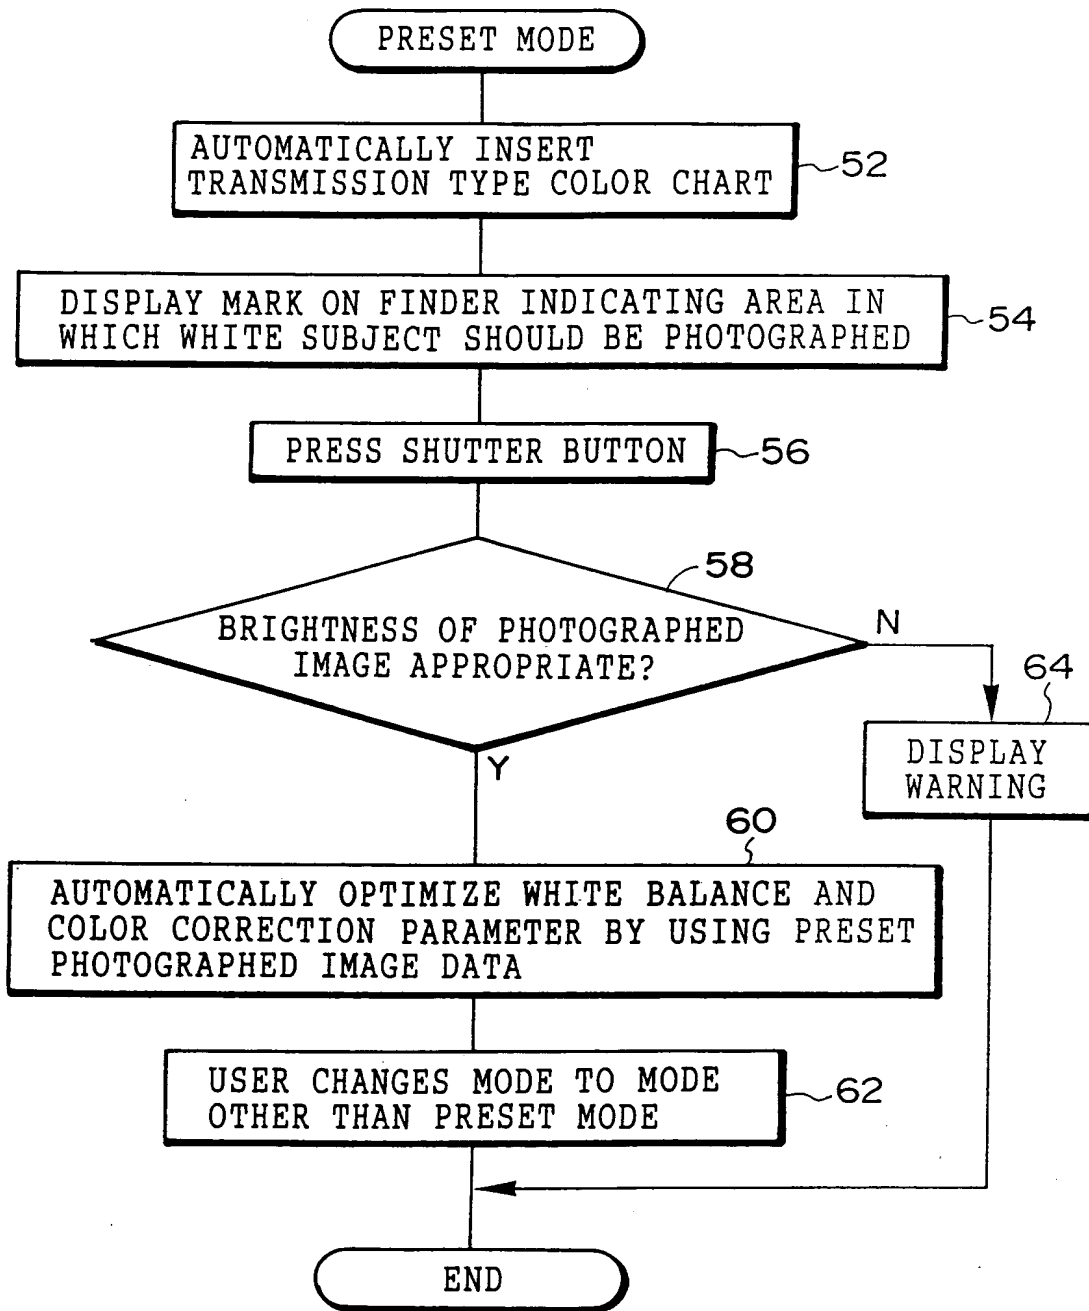 PRESET MODE
AUTOMATICALLY INSERT
TRANSMISSION TYPE COLOR CHART
52
DISPLAY MARK ON FINDER INDICATING AREA IN
WHICH WHITE SUBJECT SHOULD BE PHOTOGRAPHED
54
PRESS SHUTTER BUTTON
56
58
BRIGHTNESS OF PHOTOGRAPHED
IMAGE APPROPRIATE?
N
64
DISPLAY
WARNING
Y
60
AUTOMATICALLY OPTIMIZE WHITE BALANCE AND
COLOR CORRECTION PARAMETER BY USING PRESET
PHOTOGRAPHED IMAGE DATA
USER CHANGES MODE TO MODE
OTHER THAN PRESET MODE
62
END